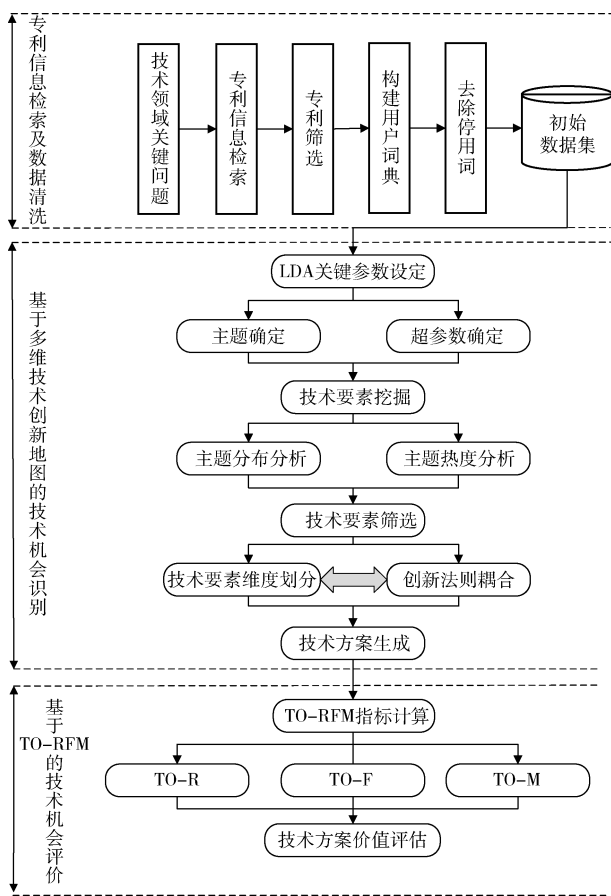 专利信息检索及数据清洗
技术领域关键问题
专利信息检索
专利筛选
构建用户词典
去除停用词
初始
数据集
基于多维技术创新地图的技术机会识别
LDA关键参数设定
主题确定
超参数确定
技术要素挖掘
主题分布分析
主题热度分析
技术要素筛选
技术要素维度划分
创新法则耦合
技术方案生成
基于
TO-RFM
的技术机会评价
TO-RFM指标计算
TO-R
TO-F
TO-M
技术方案价值评估